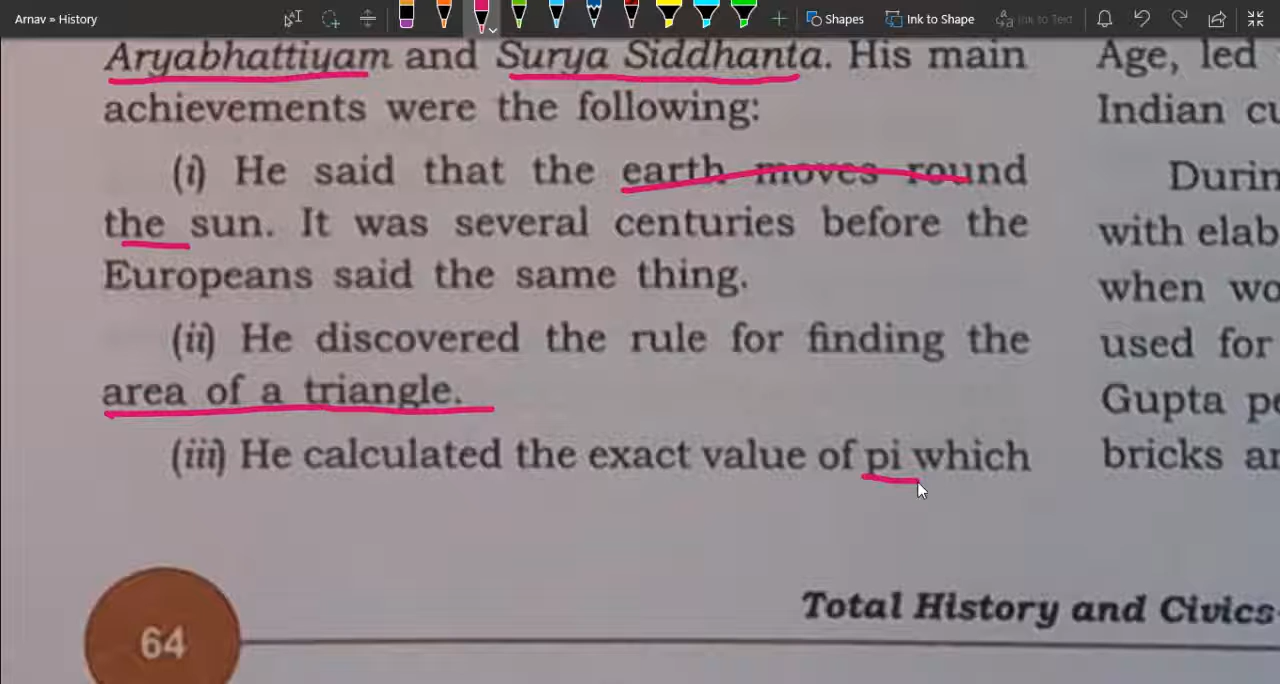 Arnav » History
Shapes
Ink to Shape
Ink to Text
Aryabhattiyam and Surya Siddhanta. His main
achievements were the following:
(i) He said that the earth moves round
the sun. It was several centuries before the
Europeans said the same thing.
(ii) He discovered the rule for finding the
area of a triangle.
(iii) He calculated the exact value of pi which
Age, led
Indian cu
Durin
with elab
when wo
used for
Gupta pe
bricks an
64
Total History and Civics